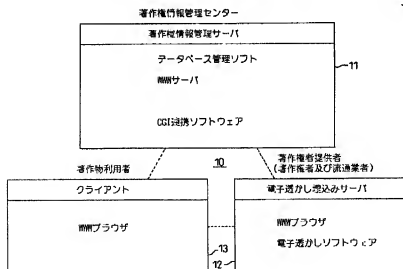 著作権情報管理センター
著作権情報管理サーバ
データベース管理ソフト
WWWサーバ
CGI連携ソフトウェア
11
10
著作物利用者
クライアント
WWWブラウザ
13
著作権者提供者
(著作権者及び流通業者)
電子透かし埋込みサーバ
WWWブラウザ
電子透かしソフトウェア
12